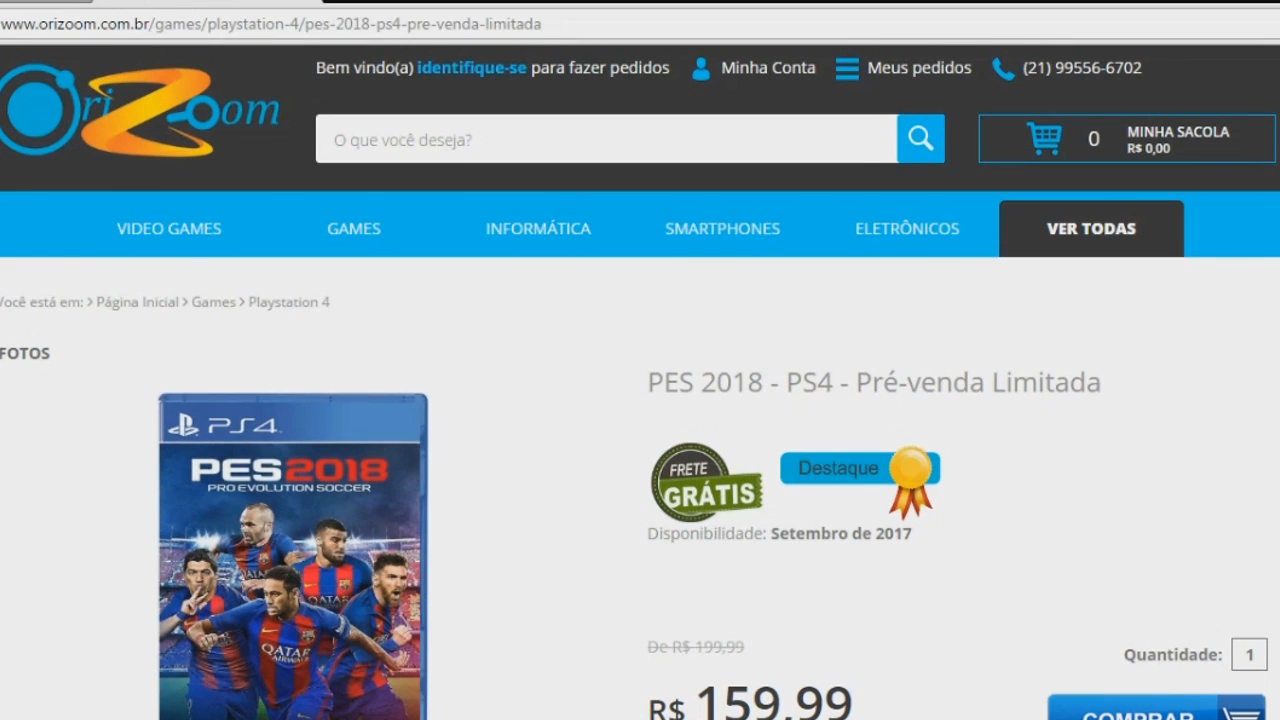 www.orizoom.com.br/games/playstation-4/pes-2018-ps4-pre-venda-limitada
OriZoom
Bem vindo(a) identifique-se para fazer pedidos
Minha Conta
Meus pedidos
(21) 99556-6702
O que você deseja?
0
MINHA SACOLA
R$ 0,00
VIDEO GAMES
GAMES
INFORMÁTICA
SMARTPHONES
ELETRÔNICOS
VER TODAS
Você está em: > Página Inicial > Games > Playstation 4
FOTOS
PES 2018 - PS4 - Pré-venda Limitada
PS4
PES2018
PRO EVOLUTION SOCCER
FRETE
GRÁTIS
Destaque
Disponibilidade: Setembro de 2017
QATAR
AIRWAYS
De R$ 199,99
Quantidade: 1
R$ 159,99
COMPRAR